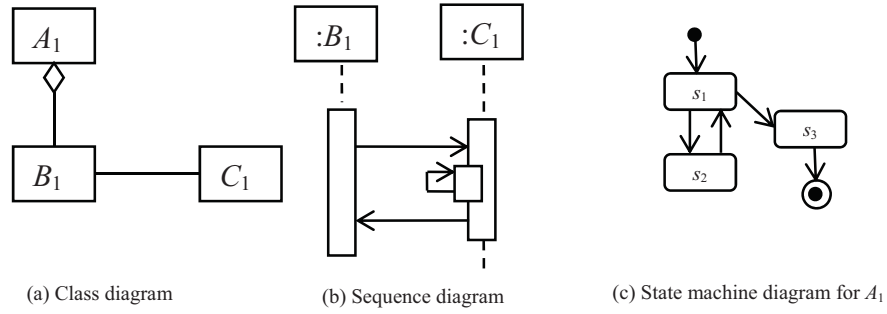 A₁
B₁
C₁
:B₁
:C₁
s₁
s₂
s₃
(a) Class diagram
(b) Sequence diagram
(c) State machine diagram for A₁